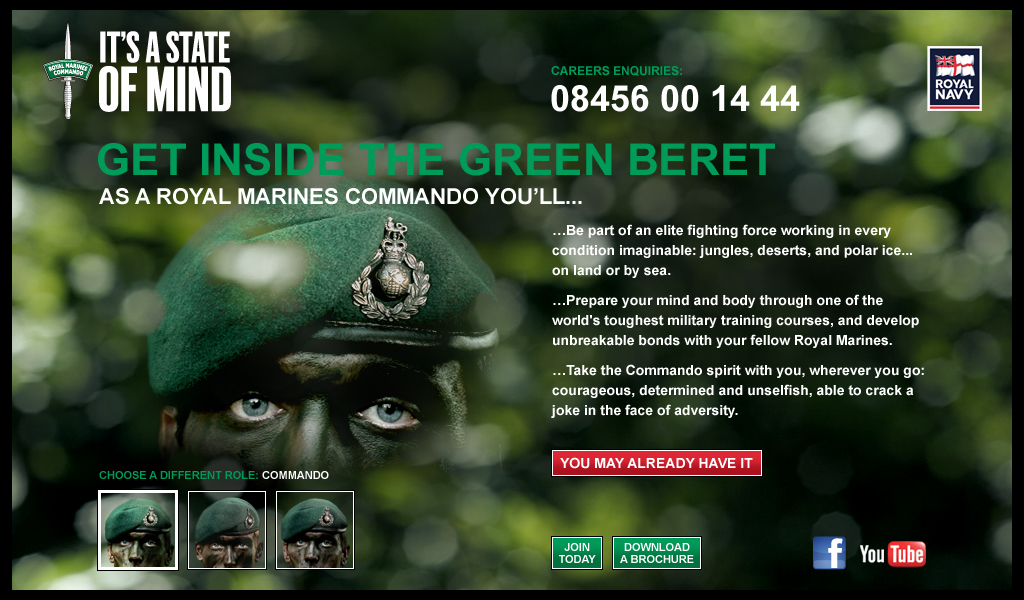 IT'S A STATE
OF MIND
ROYAL MARINES
COMMANDO
CAREERS ENQUIRIES:
08456 00 14 44
ROYAL
NAVY
GET INSIDE THE GREEN BERET
AS A ROYAL MARINES COMMANDO YOU'LL...
...Be part of an elite fighting force working in every
condition imaginable: jungles, deserts, and polar ice...
on land or by sea.
...Prepare your mind and body through one of the
world's toughest military training courses, and develop
unbreakable bonds with your fellow Royal Marines.
...Take the Commando spirit with you, wherever you go:
courageous, determined and unselfish, able to crack a
joke in the face of adversity.
YOU MAY ALREADY HAVE IT
CHOOSE A DIFFERENT ROLE: COMMANDO
JOIN
TODAY
DOWNLOAD
A BROCHURE
f
YouTube